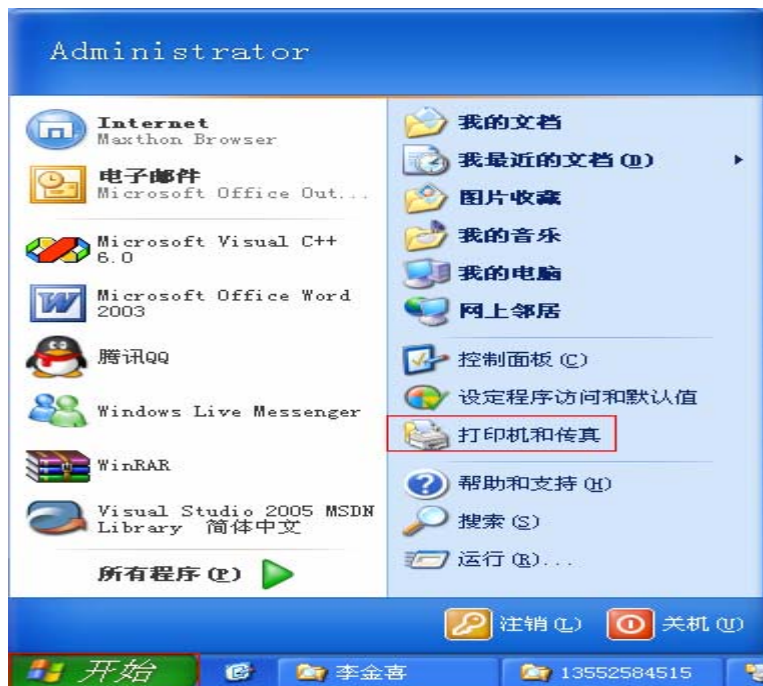 Administrator
Internet
Maxthon Browser
电子邮件
Microsoft Office Out...
Microsoft Visual C++
6.0
Microsoft Office Word
2003
腾讯QQ
Windows Live Messenger
WinRAR
Visual Studio 2005 MSDN
Library 简体中文
所有程序(P)
我的文档
我最近的文档(D)
图片收藏
我的音乐
我的电脑
网上邻居
控制面板(C)
设定程序访问和默认值
打印机和传真
帮助和支持(H)
搜索(S)
运行(R)...
注销(L)
关机(U)
开始
李金喜
13552584515